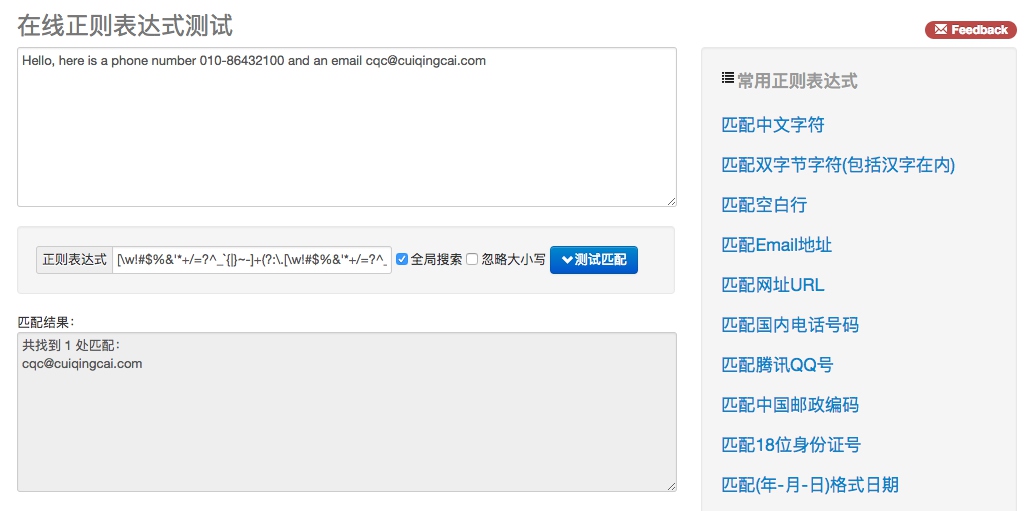 在线正则表达式测试
Feedback
Hello, here is a phone number 010-86432100 and an email cqc@cuiqingcai.com
正则表达式 [\w!#$%&'*+/=?^_`{|}~-]+(?:\.[\w!#$%&'*+/=?^_ 全局搜索 忽略大小写 测试匹配
匹配结果：
共找到 1 处匹配：
cqc@cuiqingcai.com
常用正则表达式
匹配中文字符
匹配双字节字符(包括汉字在内)
匹配空白行
匹配Email地址
匹配网址URL
匹配国内电话号码
匹配腾讯QQ号
匹配中国邮政编码
匹配18位身份证号
匹配(年-月-日)格式日期